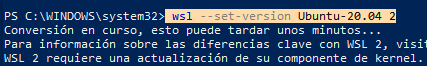 PS C:\WINDOWS\system32> wsl --set-version Ubuntu-20.04 2
Conversión en curso, esto puede tardar unos minutos...
Para información sobre las diferencias clave con WSL 2, visit
WSL 2 requiere una actualización de su componente de kernel.